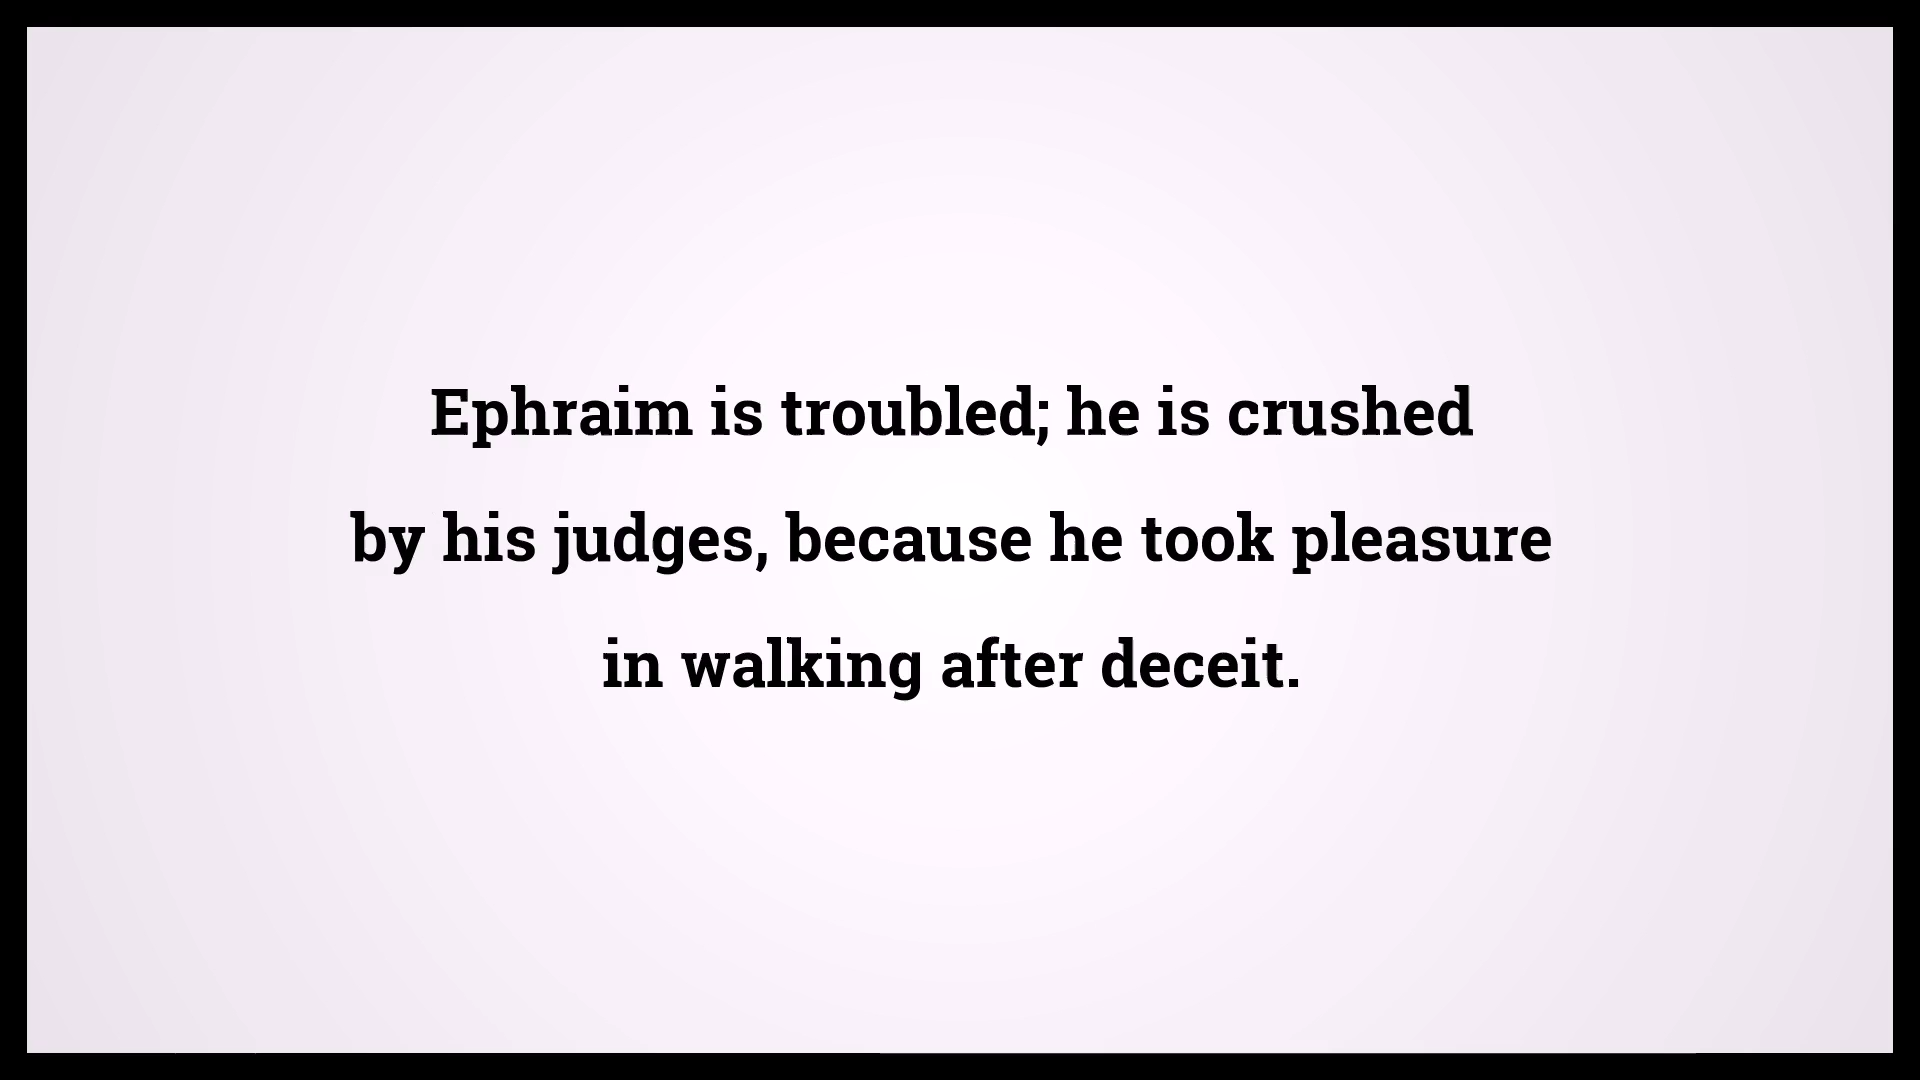 Ephraim is troubled; he is crushed
by his judges, because he took pleasure
in walking after deceit.